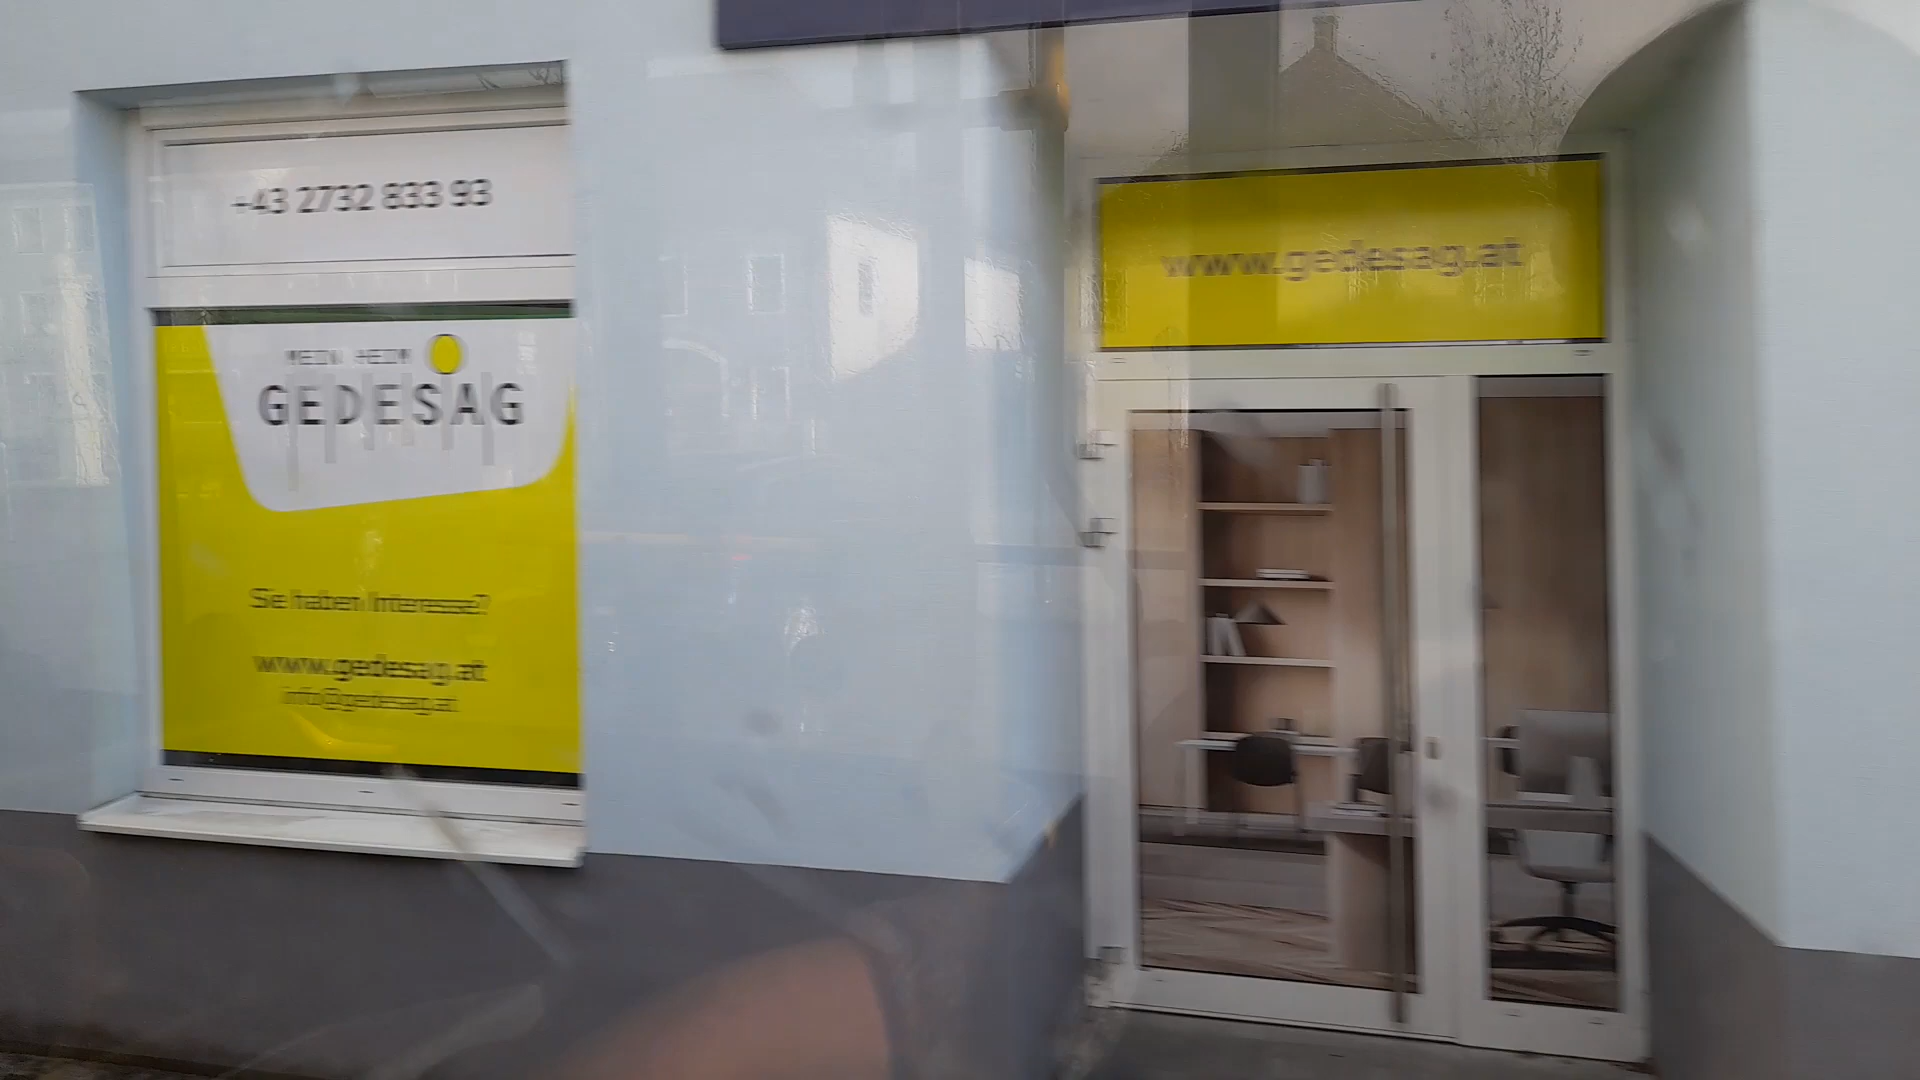 +43 2732 833 93
MEIN HEIM
GEDESAG
Sie haben Interesse?
www.gedesag.at
info@gedesag.at
www.gedesag.at